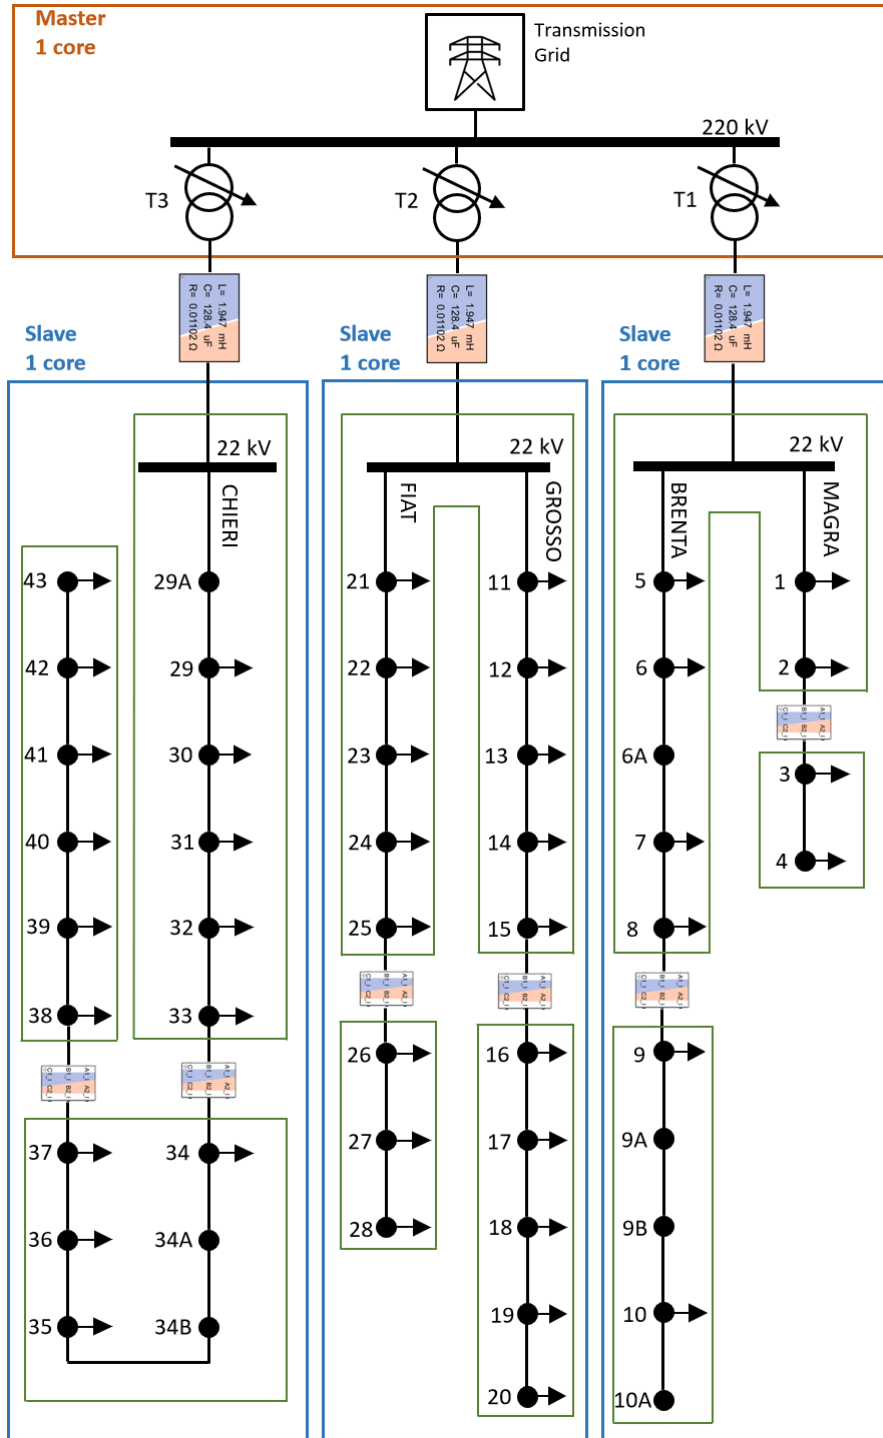 Master
1 core
Transmission
Grid
220 kV
T3
T2
T1
L= 1.947 mH
C= 128.4 uF
R= 0.01102 Ω
L= 1.947 mH
C= 128.4 uF
R= 0.01102 Ω
L= 1.947 mH
C= 128.4 uF
R= 0.01102 Ω
Slave
1 core
22 kV
CHIERI
29A
29
30
31
32
33
43
42
41
40
39
38
37
36
35
34
34A
34B
Slave
1 core
22 kV
FIAT
GROSSO
21
22
23
24
25
26
27
28
11
12
13
14
15
16
17
18
19
20
Slave
1 core
22 kV
BRENTA
MAGRA
5
6
6A
7
8
9
9A
9B
10
10A
1
2
3
4